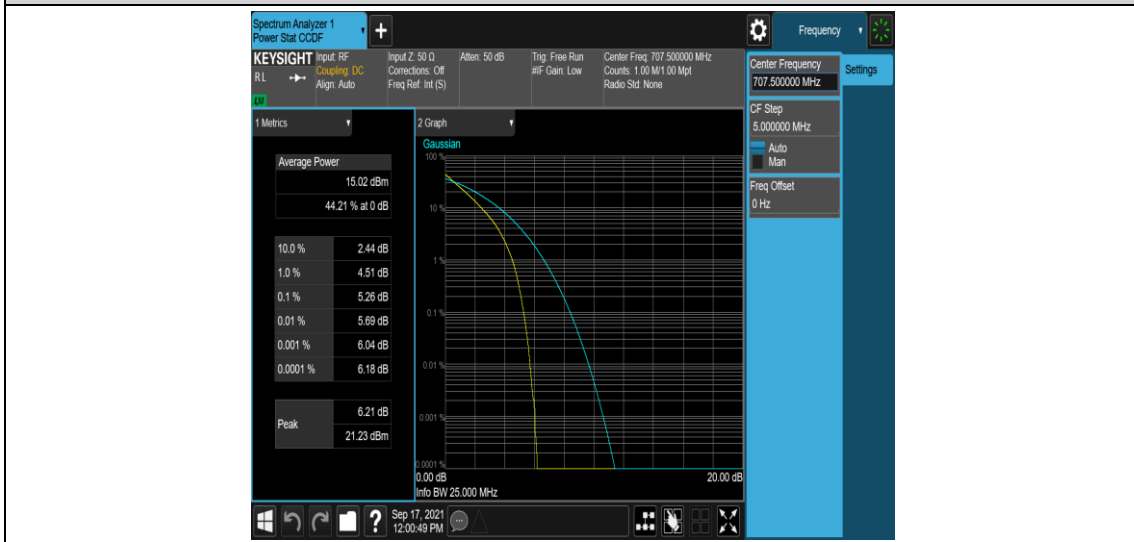 Spectrum Analyzer 1
Power Stat CCDF
+
Frequency
KEYSIGHT
RL
LXI
Input: RF
Coupling: DC
Align: Auto
Input Z: 50 Ω
Corrections: Off
Freq Ref: Int (S)
Atten: 50 dB
Trig: Free Run
#IF Gain: Low
Center Freq: 707.500000 MHz
Counts: 1.00 M/1.00 Mpt
Radio Std: None
Center Frequency
707.500000 MHz
Settings
CF Step
5.000000 MHz
Auto
Man
Freq Offset
0 Hz
1 Metrics
Average Power
15.02 dBm
44.21 % at 0 dB
10.0 % 2.44 dB
1.0 % 4.51 dB
0.1 % 5.26 dB
0.01 % 5.69 dB
0.001 % 6.04 dB
0.0001 % 6.18 dB
Peak 6.21 dB
21.23 dBm
2 Graph
Gaussian
100 %
10 %
1 %
0.1 %
0.01 %
0.001 %
0.0001 %
0.00 dB 20.00 dB
Info BW 25.000 MHz
?
Sep 17, 2021
12:00:49 PM